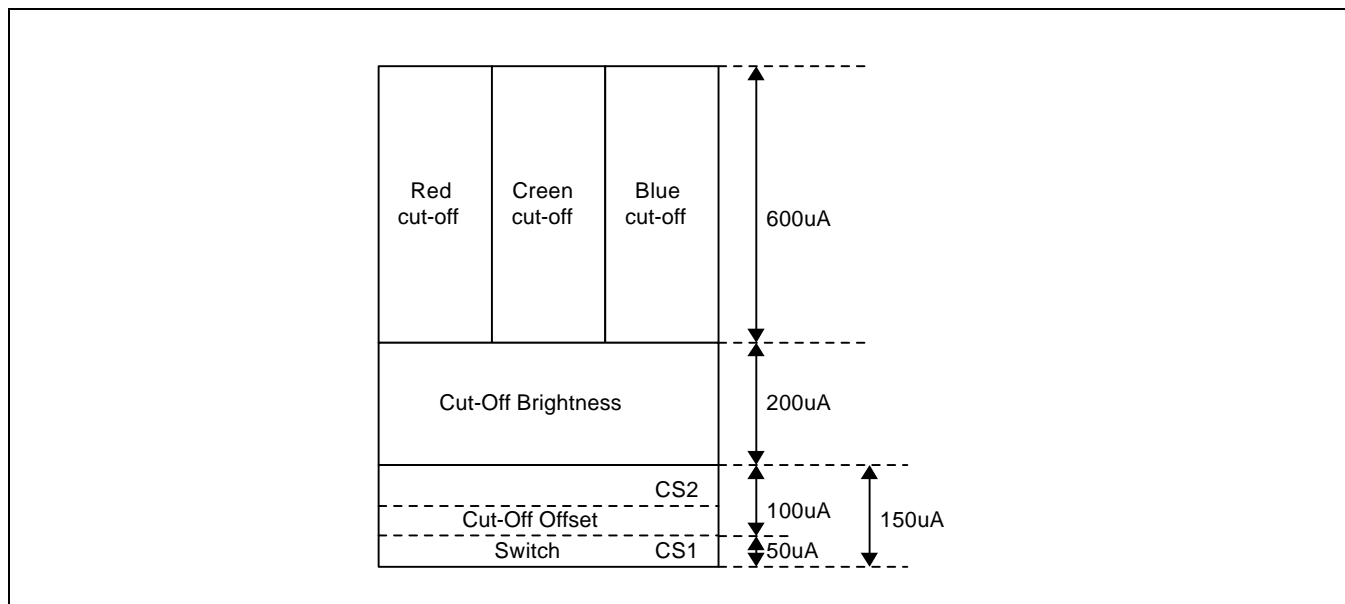 Red
cut-off
Creen
cut-off
Blue
cut-off
600uA
Cut-Off Brightness
200uA
CS2
Cut-Off Offset
100uA
150uA
Switch
CS1
50uA